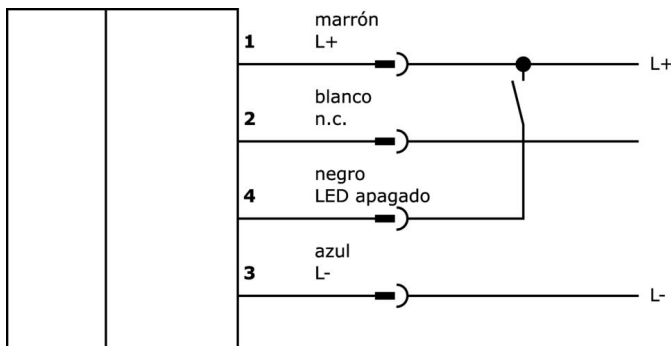 marrón
1
L+
L+
blanco
2
n.c.
negro
4
LED apagado
azul
3
L-
L-